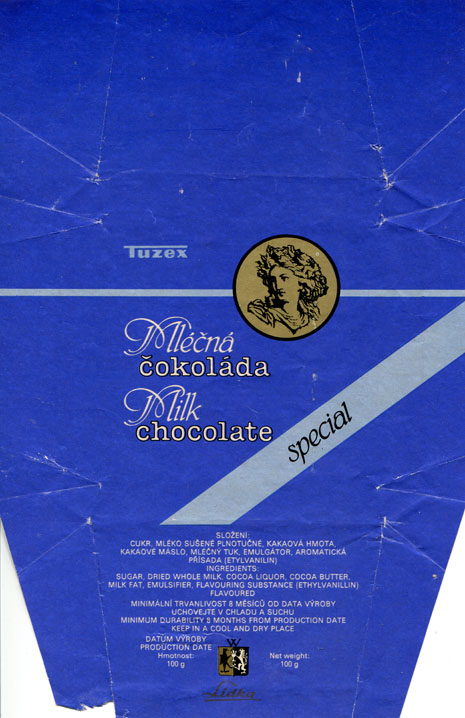 Tuzex
Mléčná
čokoláda
Milk
chocolate
special
SLOŽENÍ:
CUKR, MLÉKO SUŠENÉ PLNOTUČNÉ, KAKAOVÁ HMOTA,
KAKAOVÉ MÁSLO, MLÉČNÝ TUK, EMULGÁTOR, AROMATICKÁ
PŘÍSADA (ETYLVANILIN)
INGREDIENTS:
SUGAR, DRIED WHOLE MILK, COCOA LIQUOR, COCOA BUTTER,
MILK FAT, EMULSIFIER, FLAVOURING SUBSTANCE (ETHYLVANILLIN)
FLAVOURED
MINIMÁLNÍ TRVANLIVOST 8 MĚSÍCŮ OD DATA VÝROBY
UCHOVEJTE V CHLADU A SUCHU
MINIMUM DURABILITY 8 MONTHS FROM PRODUCTION DATE
KEEP IN A COOL AND DRY PLACE
DATUM VÝROBY
PRODUCTION DATE
Hmotnost: Net weight:
100 g 100 g
W
Lidka